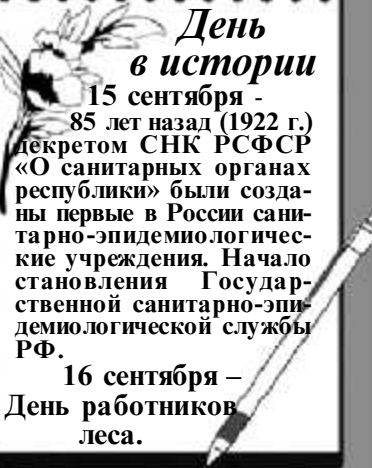 День
в истории
15 сентября -
85 лет назад (1922 г.)
декретом СНК РСФСР
«О санитарных органах
республики» были созда-
ны первые в России сани-
тарно-эпидемиологичес-
кие учреждения. Начало
становления Государ-
ственной санитарно-эпи-
демиологической службы
РФ.
16 сентября –
День работников
леса.